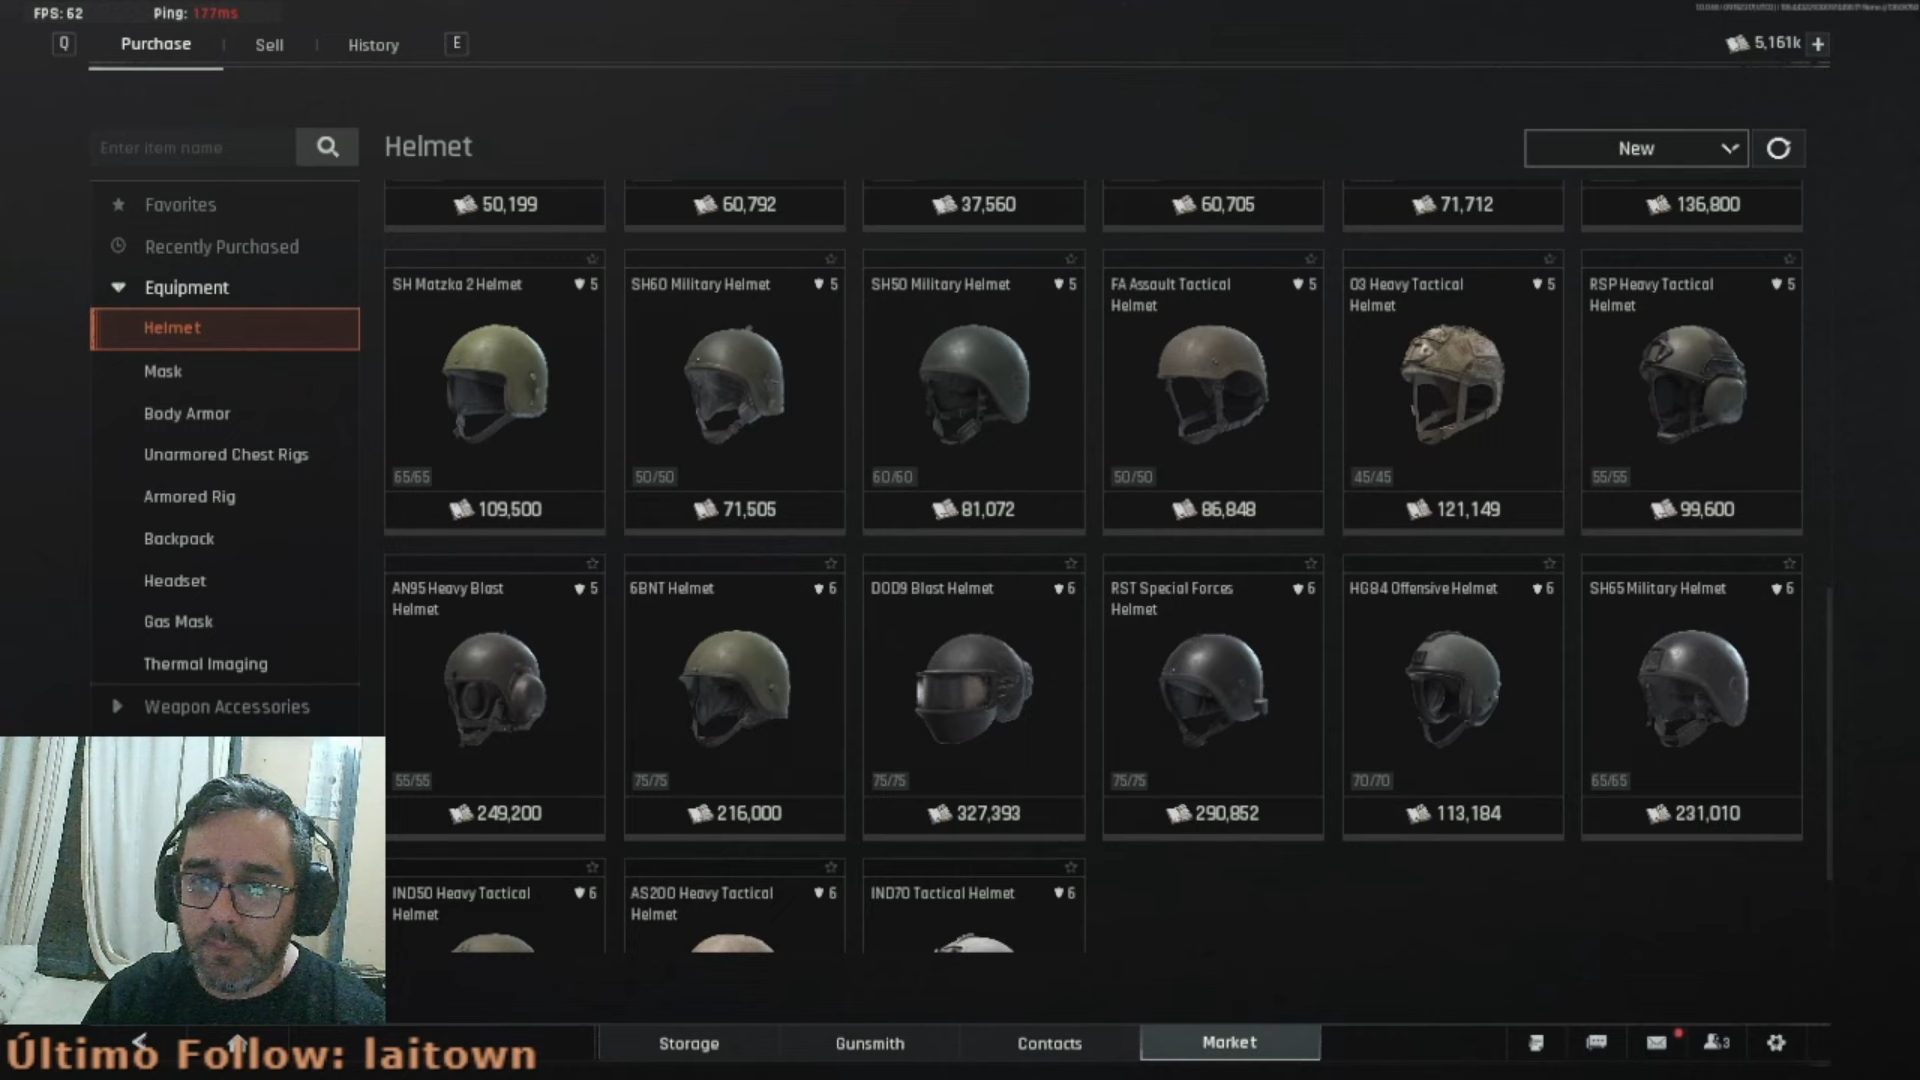 FPS: 62
Ping: 177ms
Q
Purchase
Sell
History
E
5,161k
Enter item name
Helmet
New
Favorites
Recently Purchased
Equipment
Helmet
Mask
Body Armor
Unarmored Chest Rigs
Armored Rig
Backpack
Headset
Gas Mask
Thermal Imaging
Weapon Accessories
50,199
60,792
37,560
60,705
71,712
136,800
SH Matzka 2 Helmet
5
65/65
109,500
SH60 Military Helmet
5
50/50
71,505
SH50 Military Helmet
5
60/60
81,072
FA Assault Tactical
Helmet
5
50/50
86,848
03 Heavy Tactical
Helmet
5
45/45
121,149
RSP Heavy Tactical
Helmet
5
55/55
99,600
AN95 Heavy Blast
Helmet
5
55/55
249,200
6BNT Helmet
6
75/75
216,000
DOD9 Blast Helmet
6
75/75
327,393
RST Special Forces
Helmet
6
75/75
290,852
HG84 Offensive Helmet
6
70/70
113,184
SH65 Military Helmet
6
65/65
231,010
IND50 Heavy Tactical
Helmet
6
AS200 Heavy Tactical
Helmet
6
IND70 Tactical Helmet
6
Último Follow: laitown
Storage
Gunsmith
Contacts
Market
3